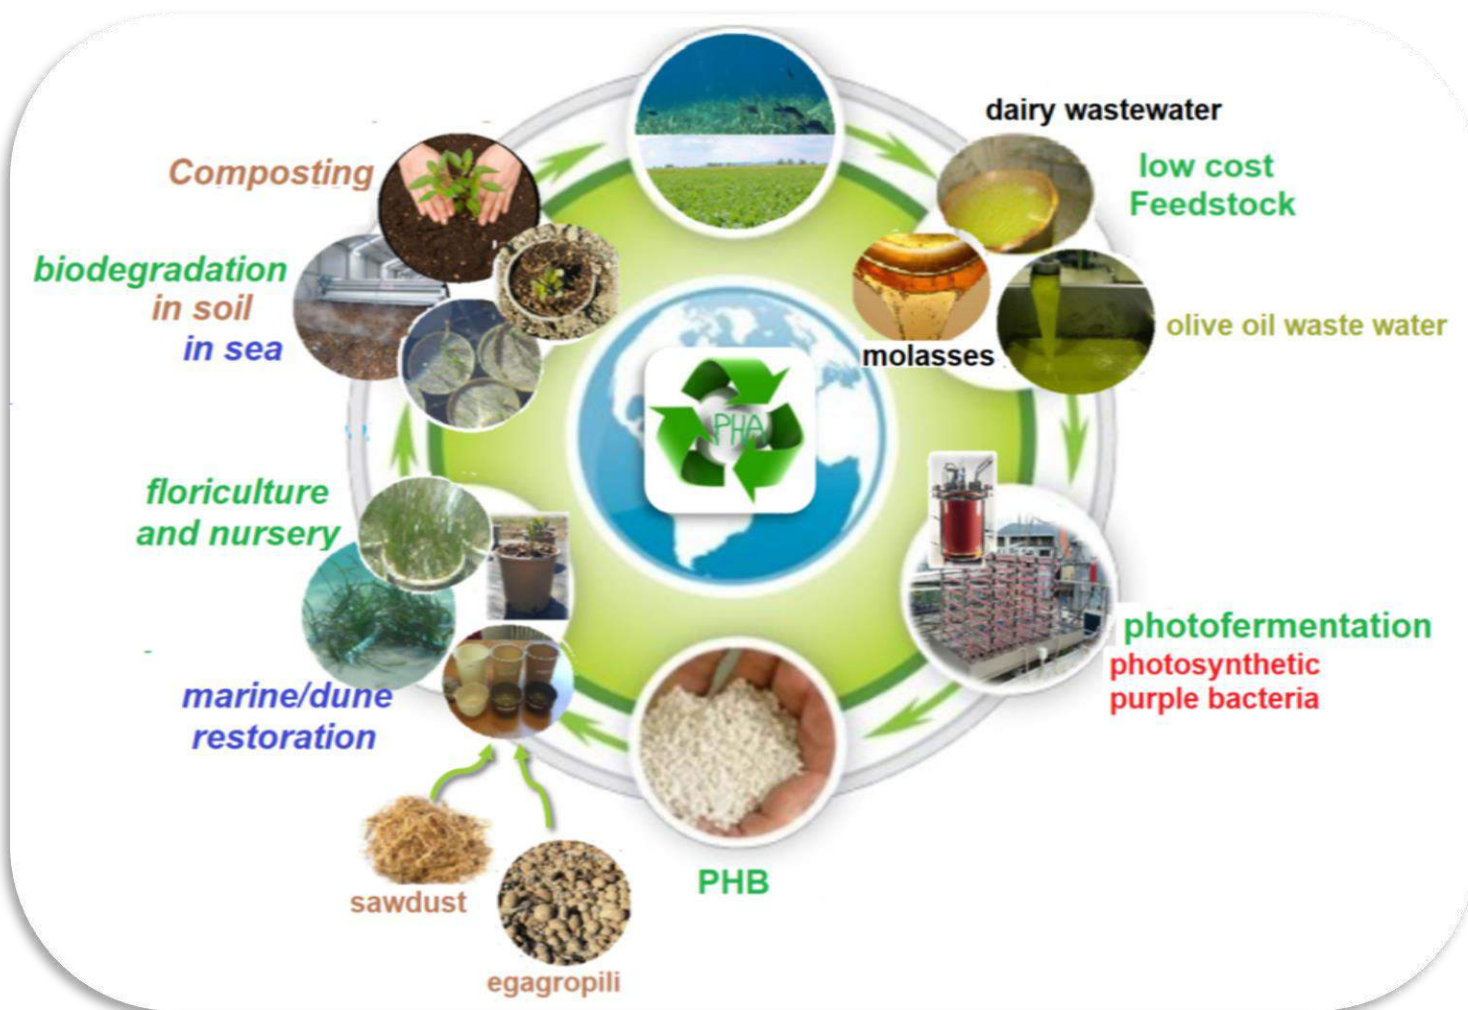 dairy wastewater
low cost
Feedstock
Composting
biodegradation
in soil
in sea
olive oil waste water
molasses
PHA
floriculture
and nursery
photofermentation
photosynthetic
purple bacteria
marine/dune
restoration
PHB
sawdust
egagropili